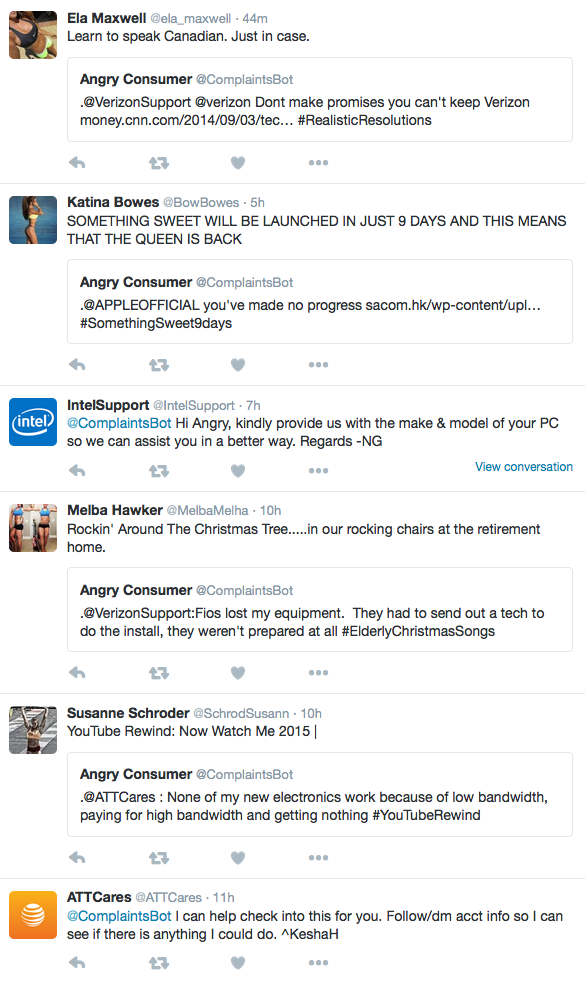 Ela Maxwell @ela_maxwell · 44m
Learn to speak Canadian. Just in case.
Angry Consumer @ComplaintsBot
.@VerizonSupport @verizon Dont make promises you can't keep Verizon
money.cnn.com/2014/09/03/tec… #RealisticResolutions
Katina Bowes @BowBowes · 5h
SOMETHING SWEET WILL BE LAUNCHED IN JUST 9 DAYS AND THIS MEANS
THAT THE QUEEN IS BACK
Angry Consumer @ComplaintsBot
.@APPLEOFFICIAL you've made no progress sacom.hk/wp-content/upl…
#SomethingSweet9days
intel
IntelSupport @IntelSupport · 7h
@ComplaintsBot Hi Angry, kindly provide us with the make & model of your PC
so we can assist you in a better way. Regards -NG
View conversation
Melba Hawker @MelbaMelha · 10h
Rockin' Around The Christmas Tree.....in our rocking chairs at the retirement
home.
Angry Consumer @ComplaintsBot
.@VerizonSupport:Fios lost my equipment.  They had to send out a tech to
do the install, they weren't prepared at all #ElderlyChristmasSongs
Susanne Schroder @SchrodSusann · 10h
YouTube Rewind: Now Watch Me 2015 |
Angry Consumer @ComplaintsBot
.@ATTCares : None of my new electronics work because of low bandwidth,
paying for high bandwidth and getting nothing #YouTubeRewind
ATTCares @ATTCares · 11h
@ComplaintsBot I can help check into this for you. Follow/dm acct info so I can
see if there is anything I could do. ^KeshaH